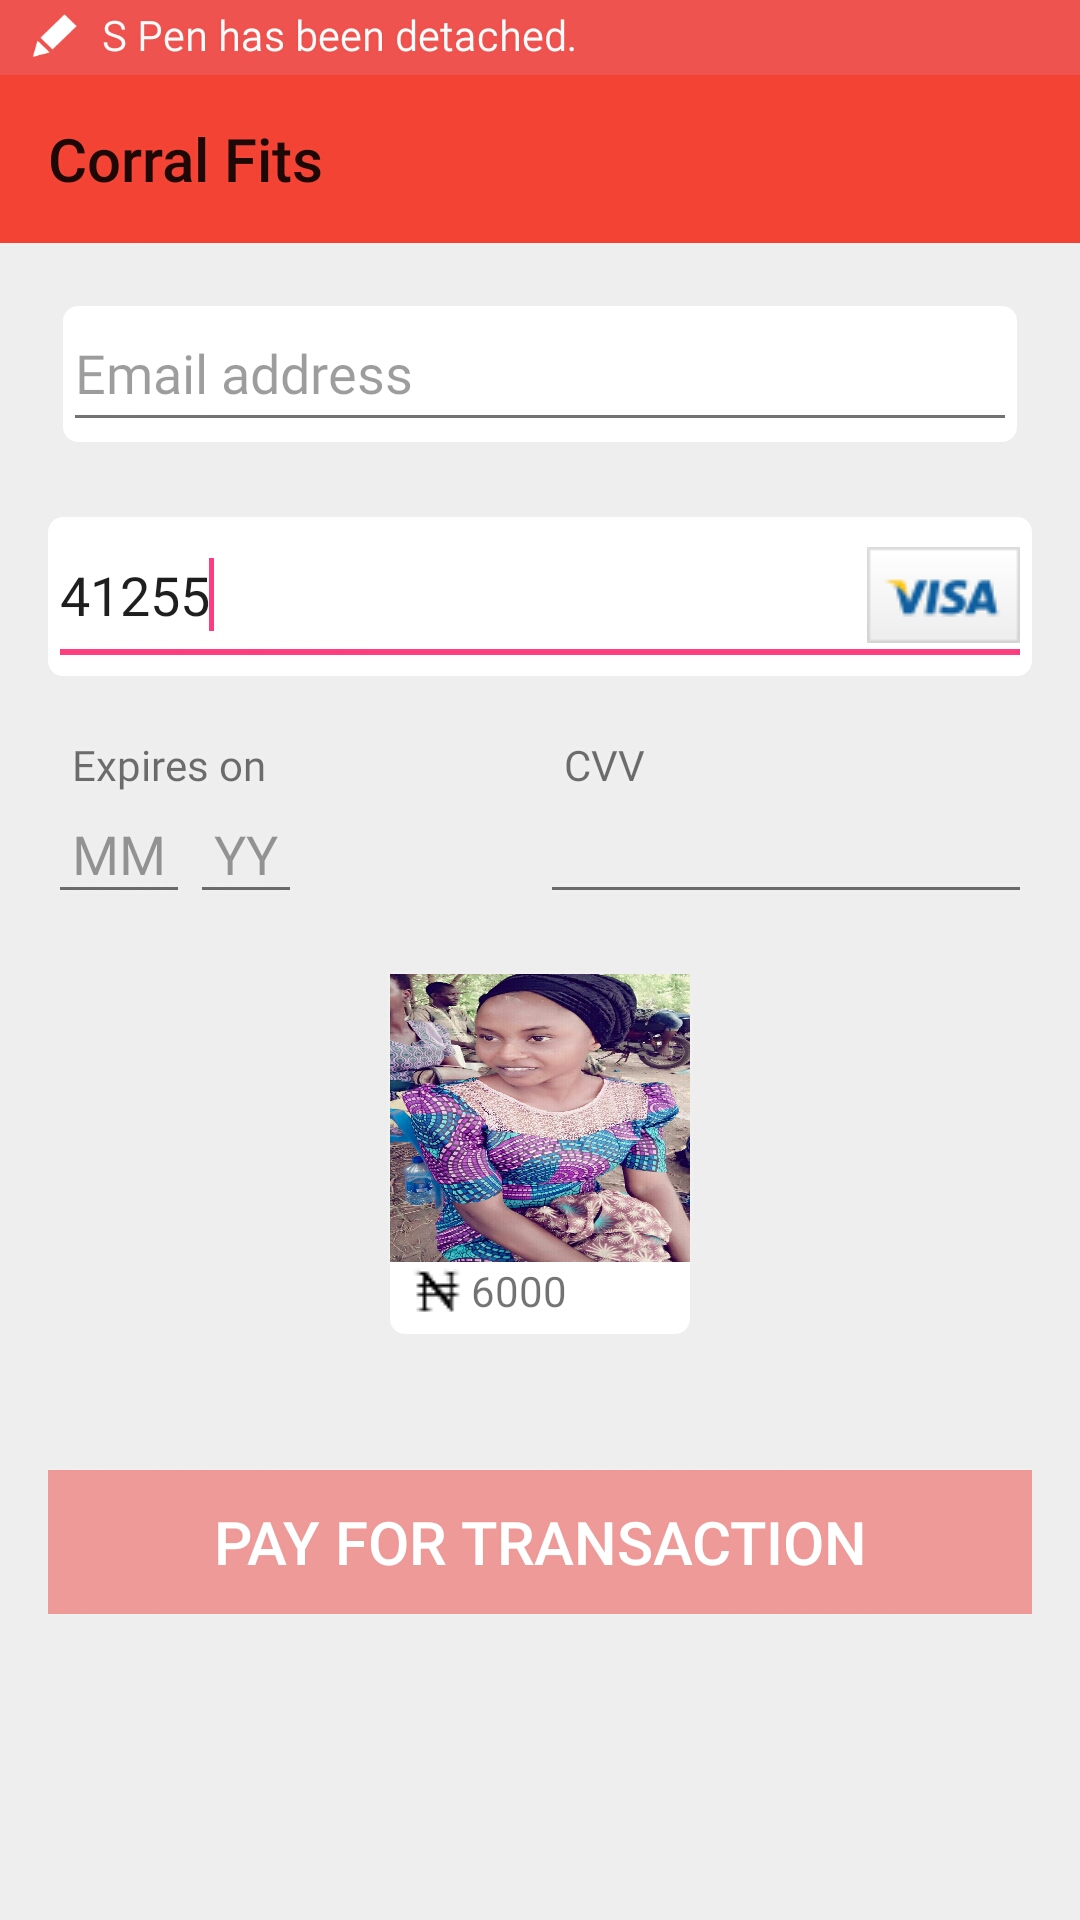 S Pen has been detached.
Corral Fits
Email address
41255
VISA
Expires on
CVV
MM YY
₦ 6000
PAY FOR TRANSACTION